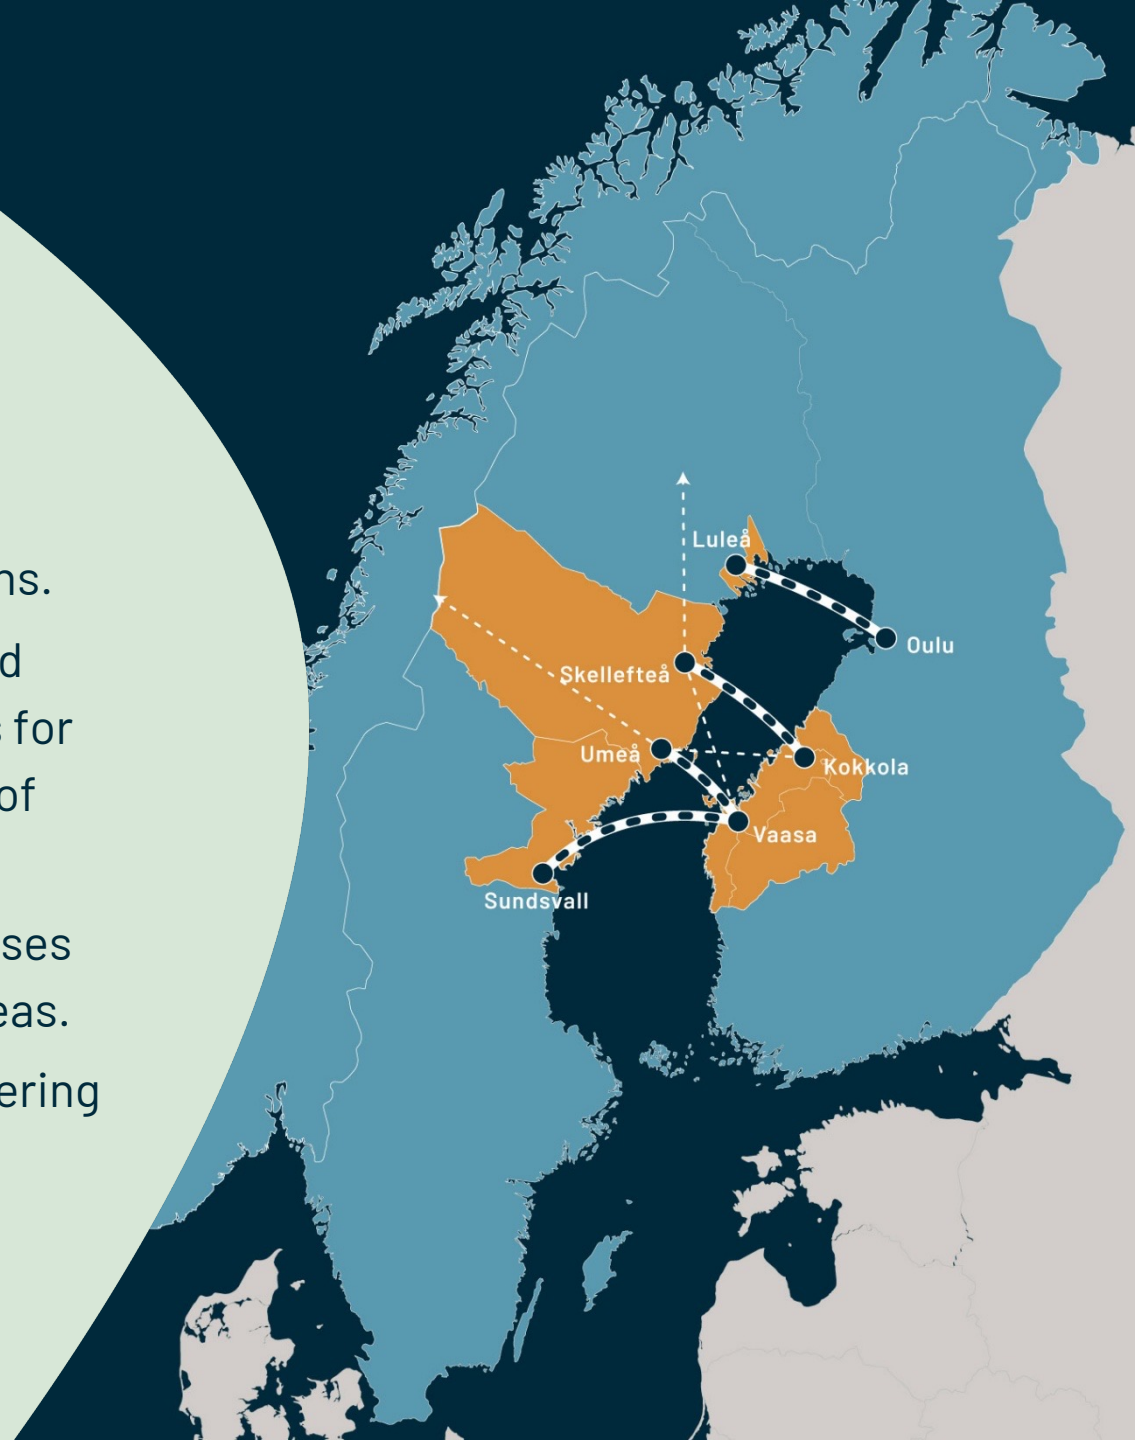 ns.
d
s for
of
ses
eas.
ering
Luleå
Oulu
Skellefteå
Umeå
Kokkola
Vaasa
Sundsvall